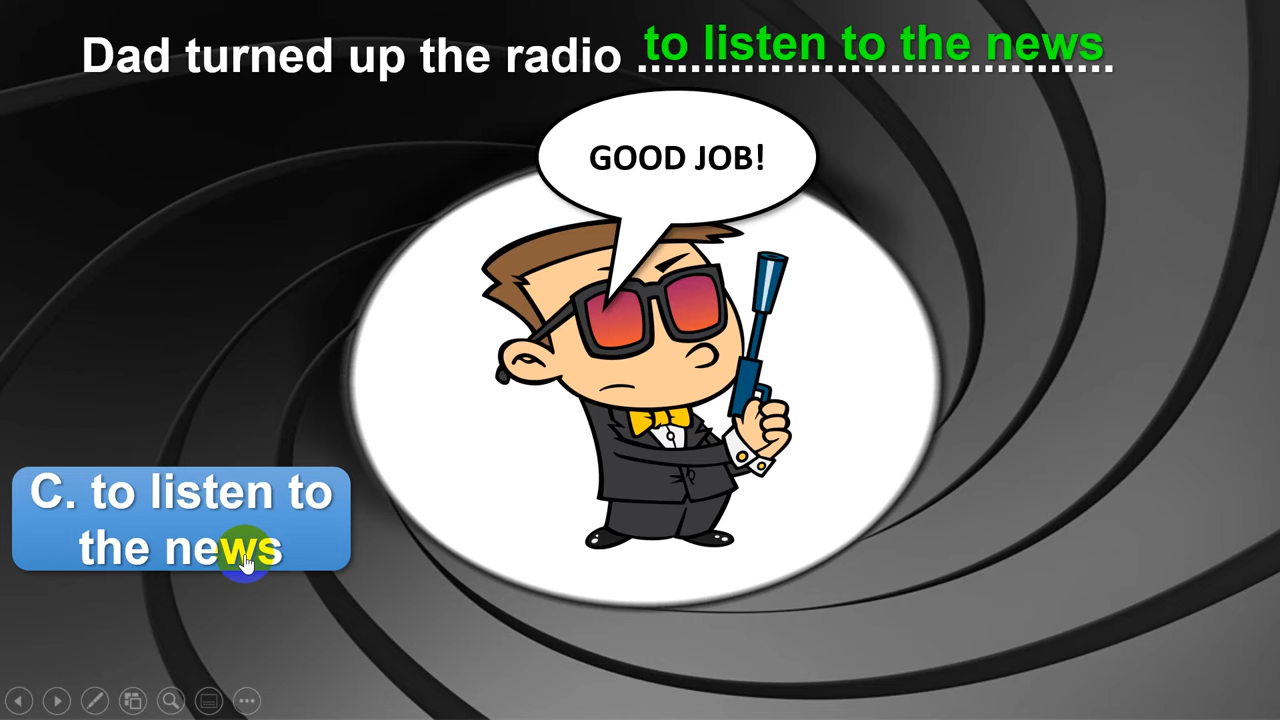 Dad turned up the radio to listen to the news
GOOD JOB!
C. to listen to
the news